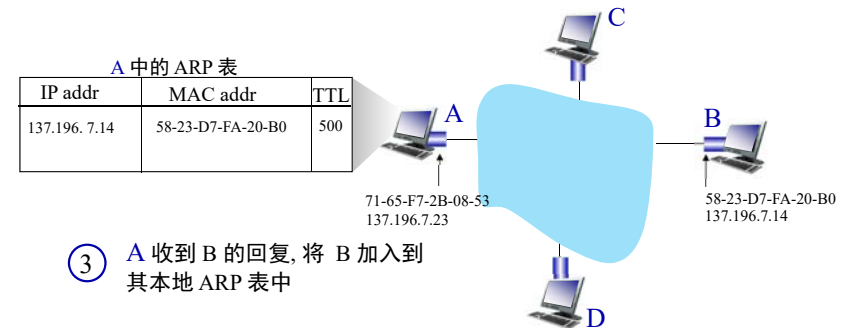 C
A 中的 ARP 表
IP addr MAC addr TTL
137.196. 7.14 58-23-D7-FA-20-B0 500
A
B
71-65-F7-2B-08-53
137.196.7.23
58-23-D7-FA-20-B0
137.196.7.14
3 A 收到 B 的回复, 将 B 加入到
其本地 ARP 表中
D